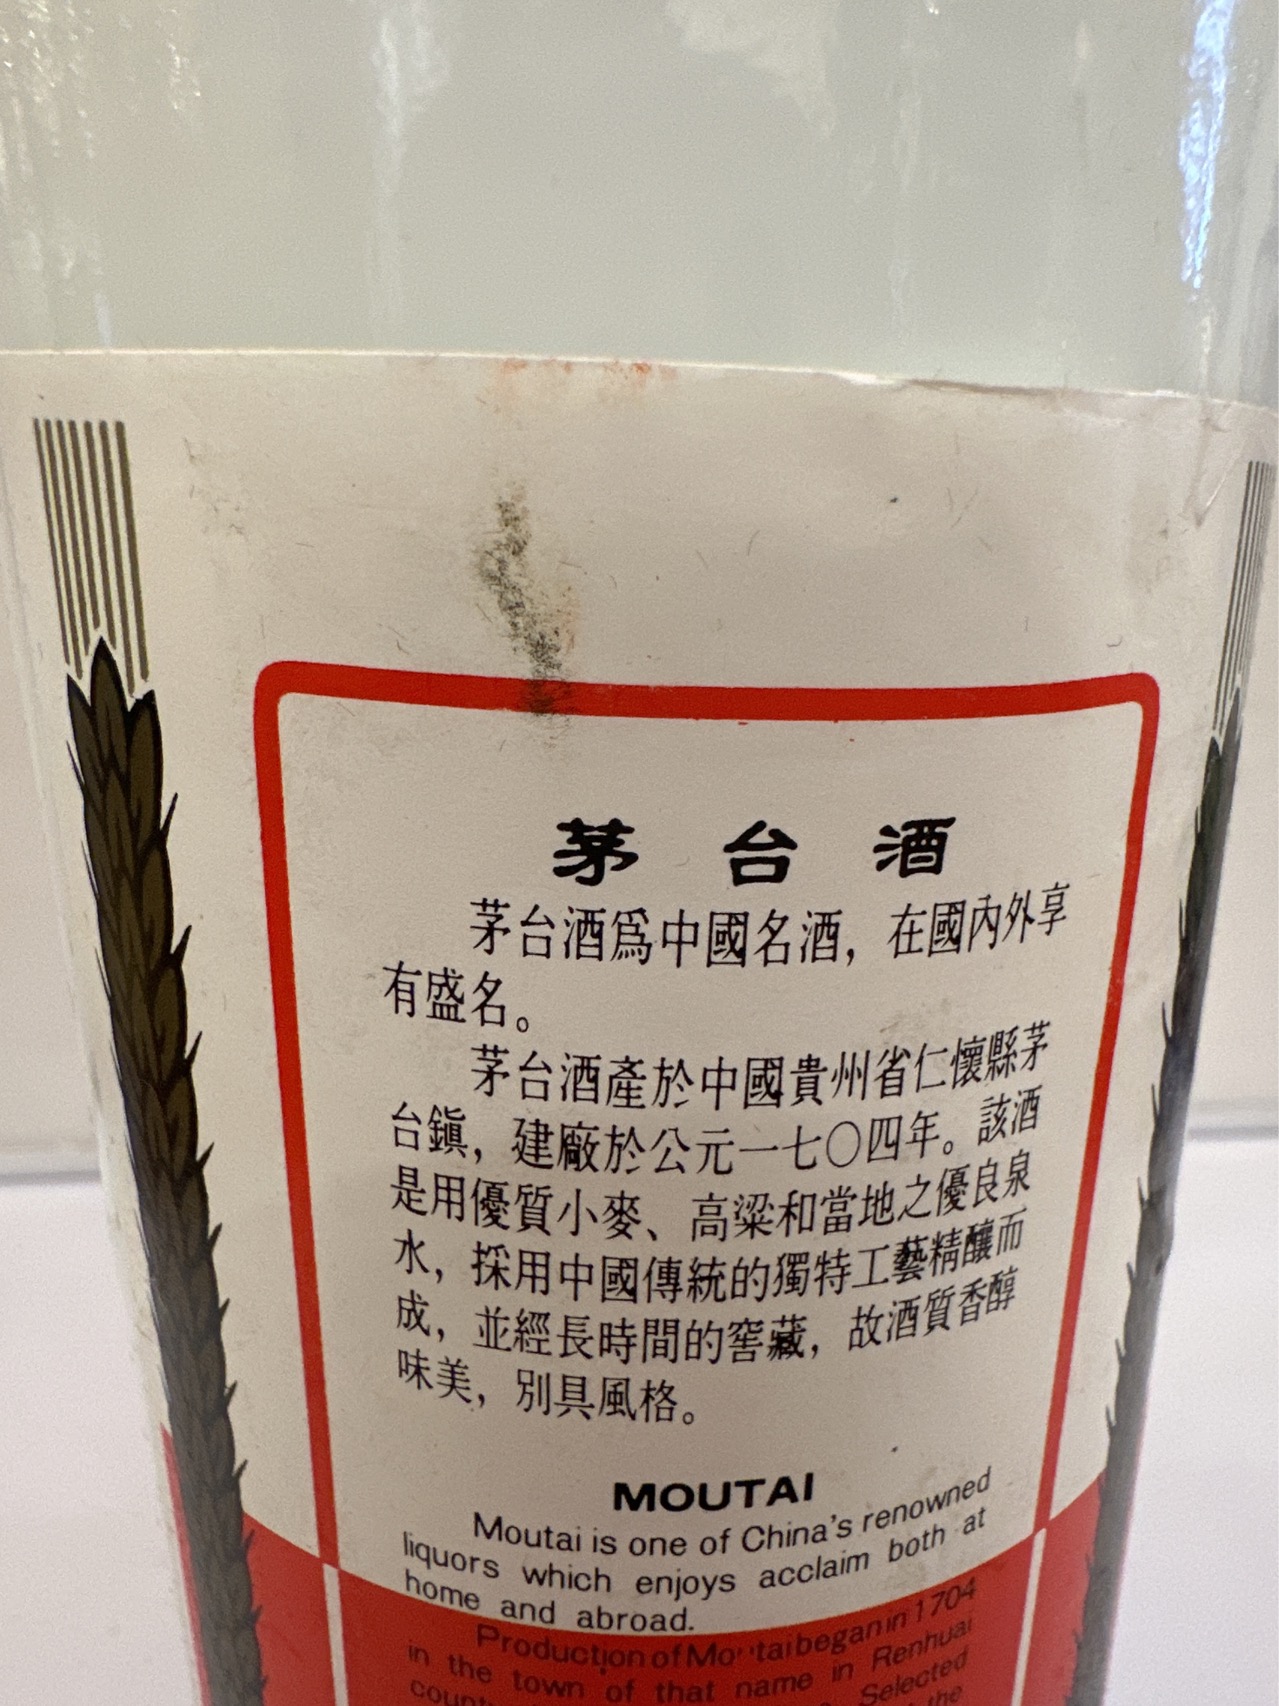 茅台酒
茅台酒爲中國名酒，在國內外享
有盛名。
茅台酒產於中國貴州省仁懷縣茅
台鎭，建廠於公元一七〇四年。該酒
是用優質小麥、高粱和當地之優良泉
水，採用中國傳統的獨特工藝精釀而
成，並經長時間的窖藏，故酒質香醇
味美，別具風格。
MOUTAI
Moutai is one of China's renowned
liquors which enjoys acclaim both at
home and abroad.
Production of Moutai began in 1704
in the town of that name in Renhuai
Selected
the